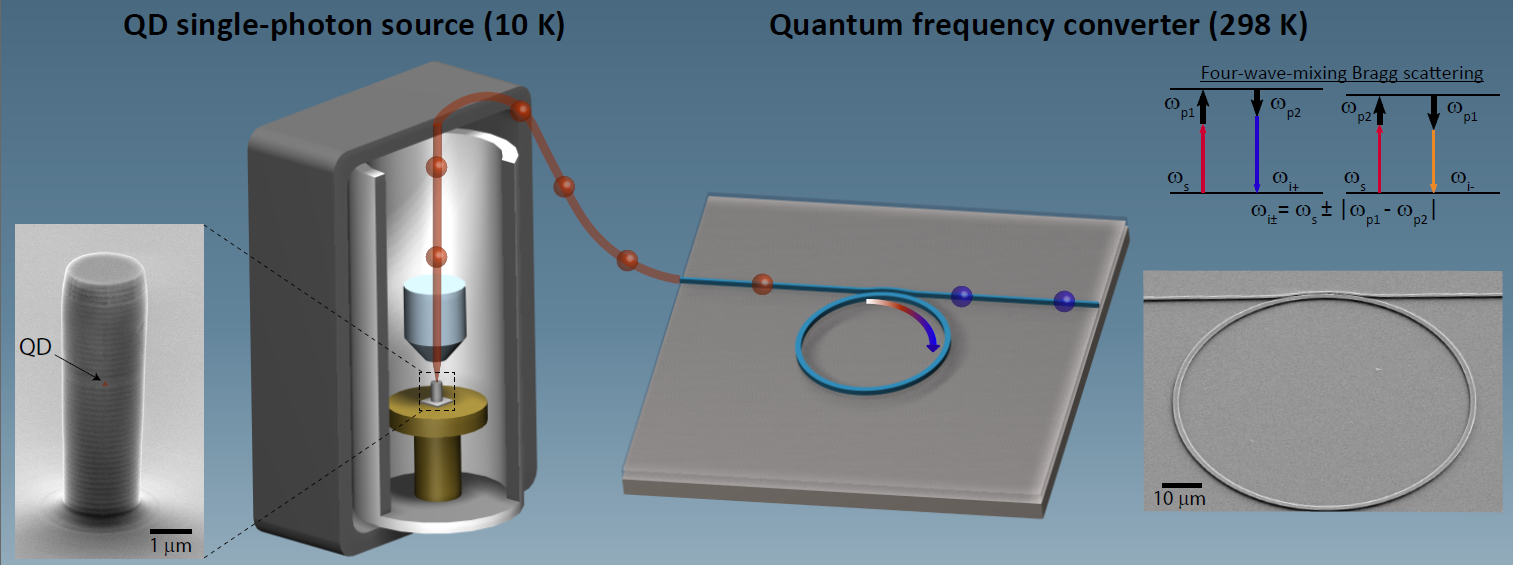 QD single-photon source (10 K)
Quantum frequency converter (298 K)
Four-wave-mixing Bragg scattering
ωp1 ωp2 ωp2 ωp1
ωs ωi+ ωs ωi-
ωi±= ωs ± |ωp1 - ωp2|
QD
1 μm
10 μm